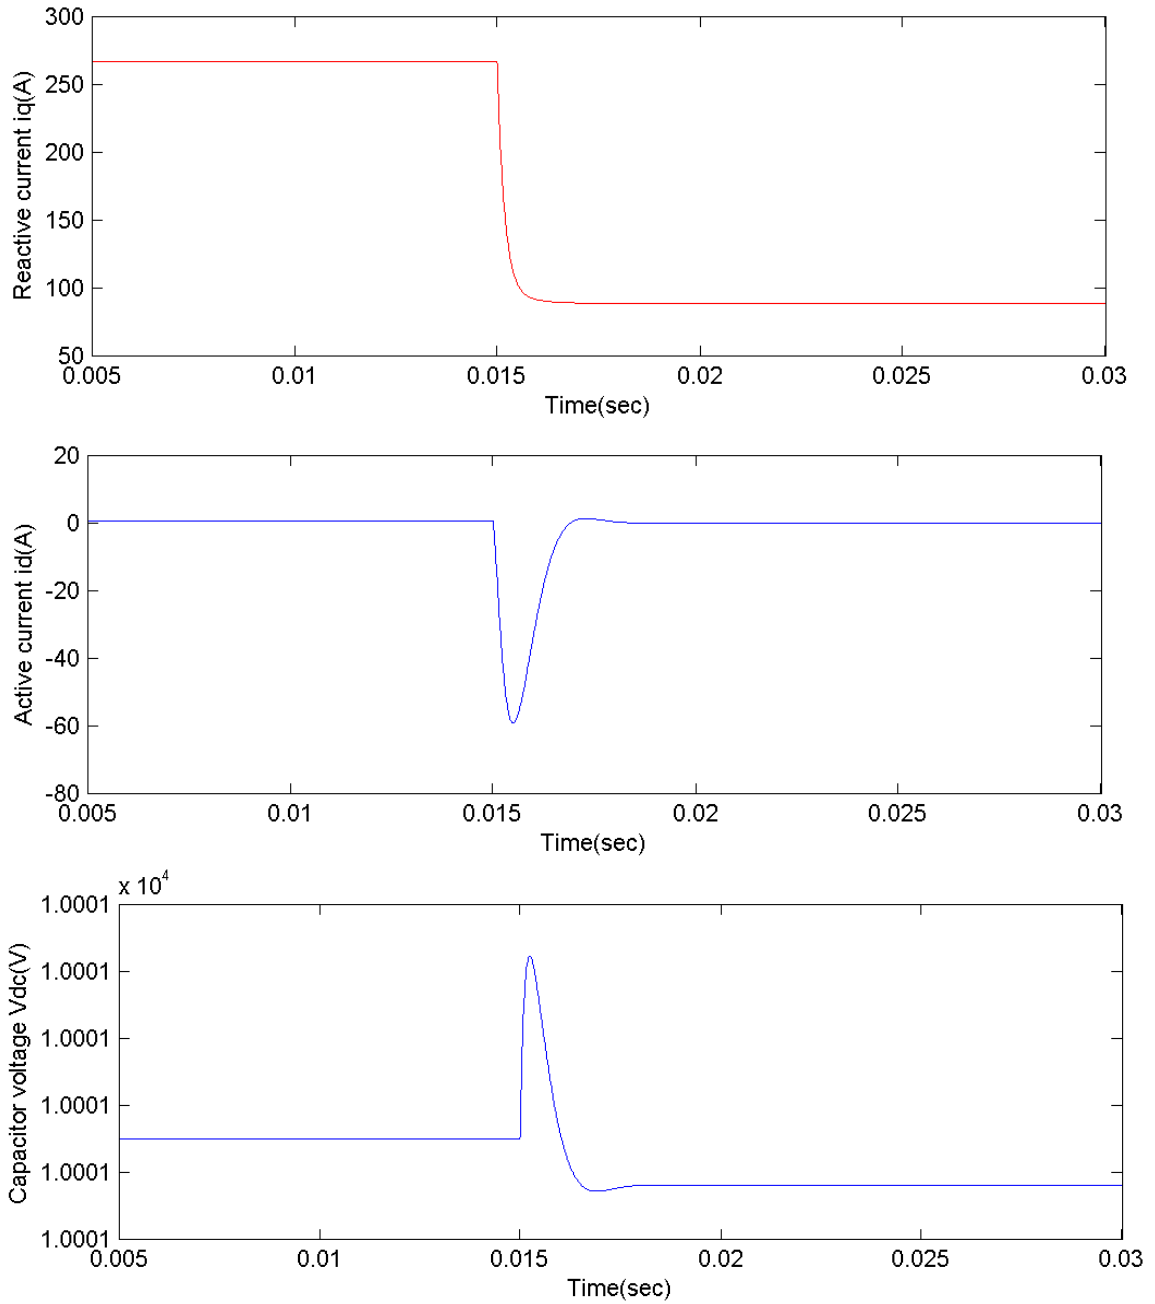 300
250
200
150
100
50
Reactive current iq(A)
0.005 0.01 0.015 0.02 0.025 0.03
Time(sec)
20
0
-20
-40
-60
-80
Active current id(A)
0.005 0.01 0.015 0.02 0.025 0.03
Time(sec)
x 10^4
1.0001
1.0001
1.0001
1.0001
1.0001
1.0001
Capacitor voltage Vdc(V)
0.005 0.01 0.015 0.02 0.025 0.03
Time(sec)